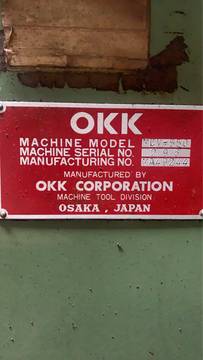 OKK
MACHINE MODEL
MACHINE SERIAL NO.
MANUFACTURING NO.
MANUFACTURED BY
OKK CORPORATION
MACHINE TOOL DIVISION
OSAKA, JAPAN